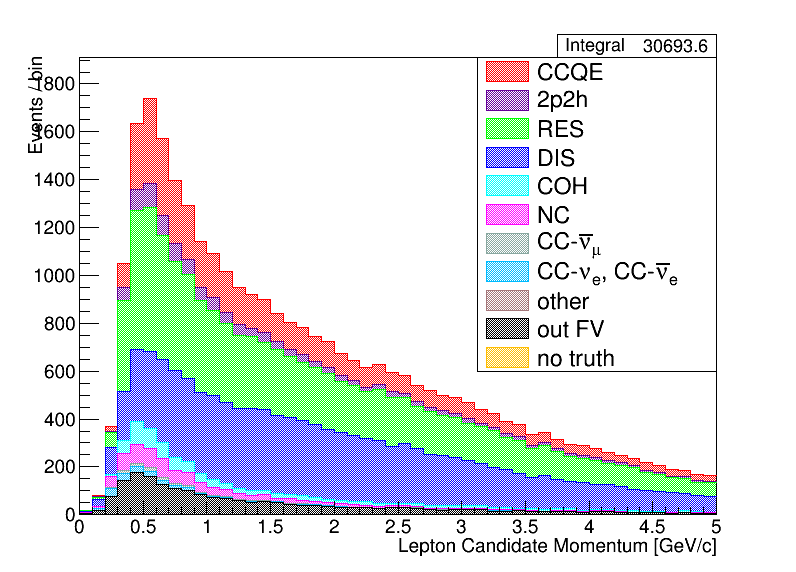 Integral 30693.6
Events / bin
1800
1600
1400
1200
1000
800
600
400
200
0
CCQE
2p2h
RES
DIS
COH
NC
CC-ν̅μ
CC-νe, CC-ν̅e
other
out FV
no truth
0 0.5 1 1.5 2 2.5 3 3.5 4 4.5 5
Lepton Candidate Momentum [GeV/c]